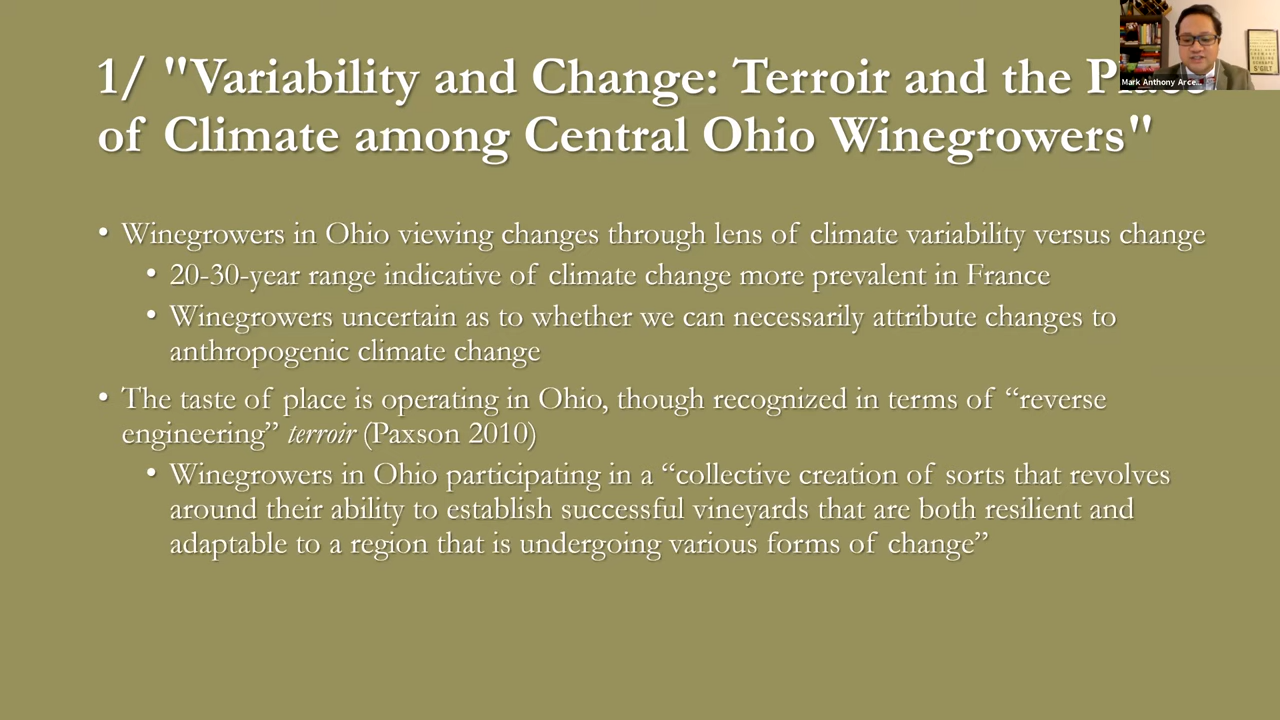 1/ "Variability and Change: Terroir and the
of Climate among Central Ohio Winegrowers"
Mark Anthony Arce...
• Winegrowers in Ohio viewing changes through lens of climate variability versus change
• 20-30-year range indicative of climate change more prevalent in France
• Winegrowers uncertain as to whether we can necessarily attribute changes to
anthropogenic climate change
• The taste of place is operating in Ohio, though recognized in terms of “reverse
engineering” terroir (Paxson 2010)
• Winegrowers in Ohio participating in a “collective creation of sorts that revolves
around their ability to establish successful vineyards that are both resilient and
adaptable to a region that is undergoing various forms of change”